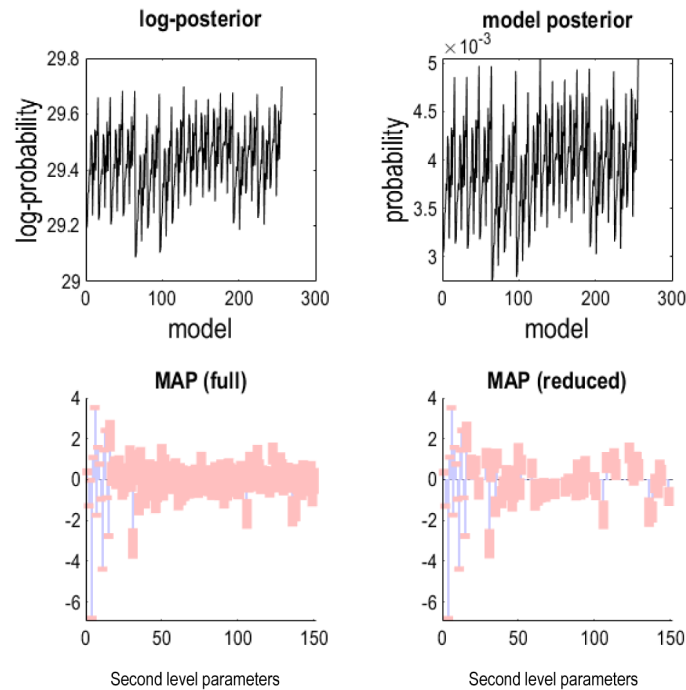 log-posterior
29.8
29.6
29.4
29.2
29
log-probability
0 100 200 300
model
model posterior
× 10⁻³
5
4.5
4
3.5
3
probability
0 100 200 300
model
MAP (full)
4
2
0
-2
-4
-6
0 50 100 150
Second level parameters
MAP (reduced)
4
2
0
-2
-4
-6
0 50 100 150
Second level parameters